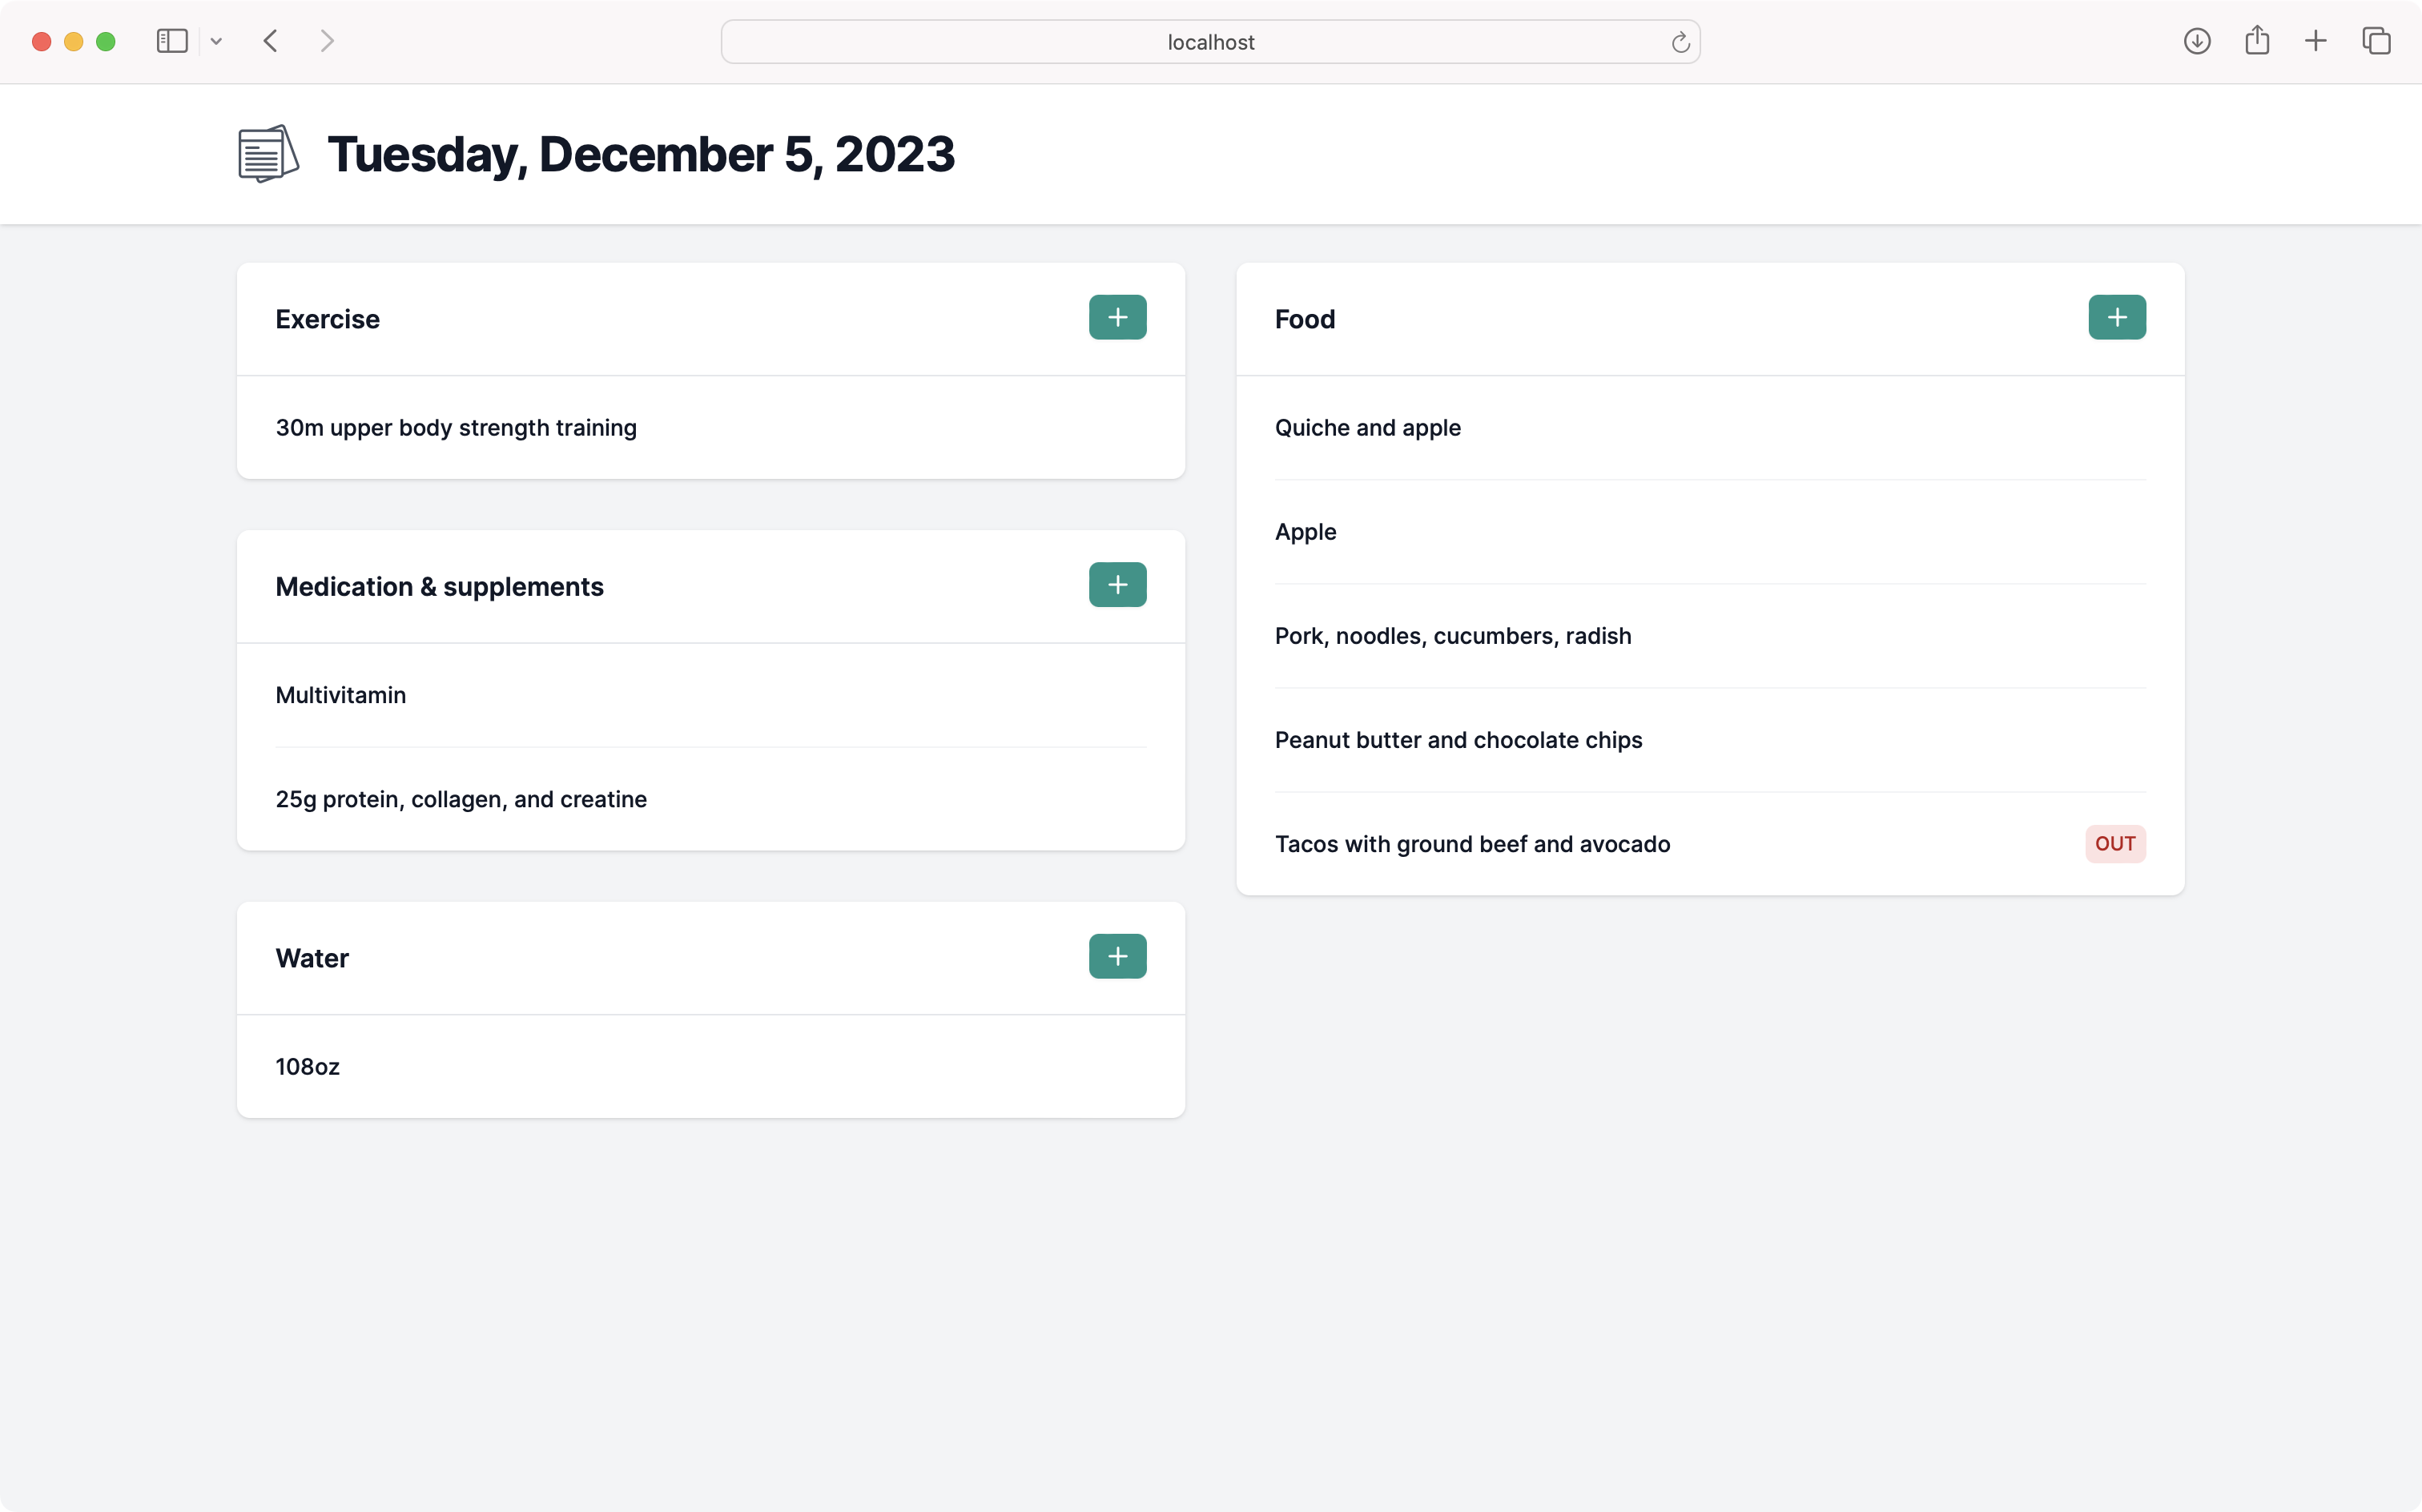 localhost
Tuesday, December 5, 2023
Exercise
30m upper body strength training
Medication & supplements
Multivitamin
25g protein, collagen, and creatine
Water
108oz
Food
Quiche and apple
Apple
Pork, noodles, cucumbers, radish
Peanut butter and chocolate chips
Tacos with ground beef and avocado OUT